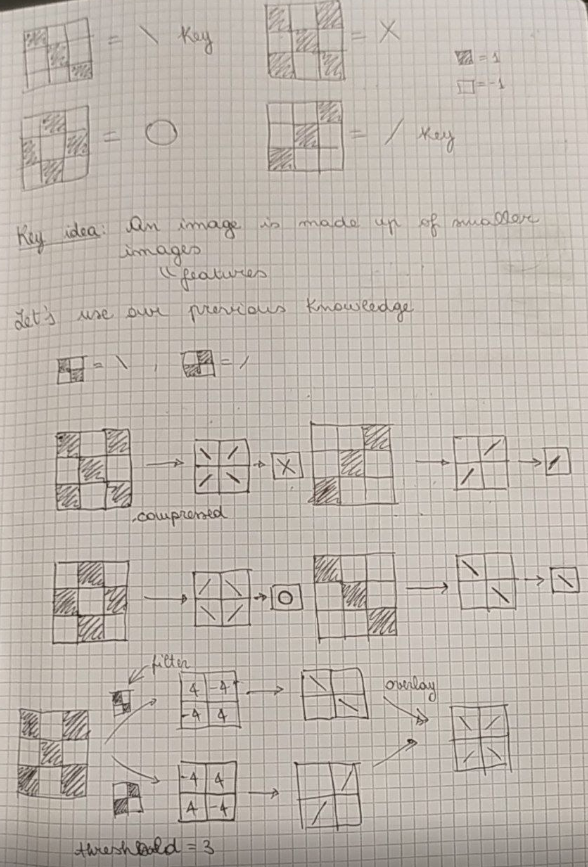 = \ Key
= X
= 1
= -1
= O
= / Key
Key idea: An image is made up of smaller
images
↳ features
Let's use our previous knowledge
= \ , = /
compressed
filter
4 -4
-4 4
overlay
-4 4
4 -4
threshold = 3